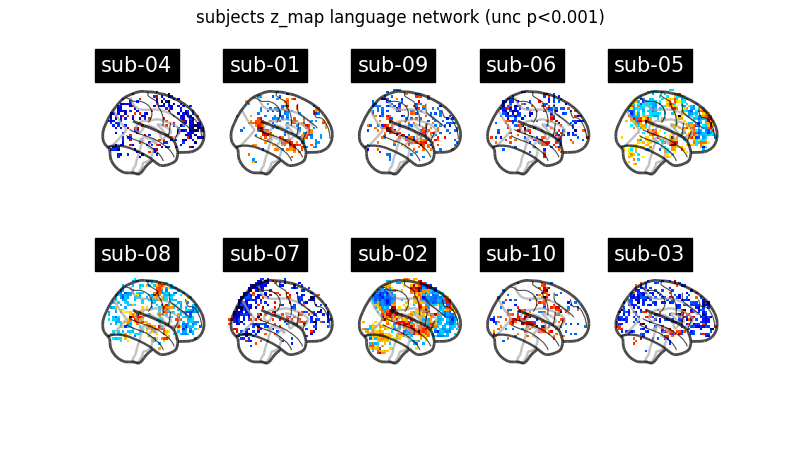 subjects z_map language network (unc p<0.001)
sub-04
sub-01
sub-09
sub-06
sub-05
sub-08
sub-07
sub-02
sub-10
sub-03